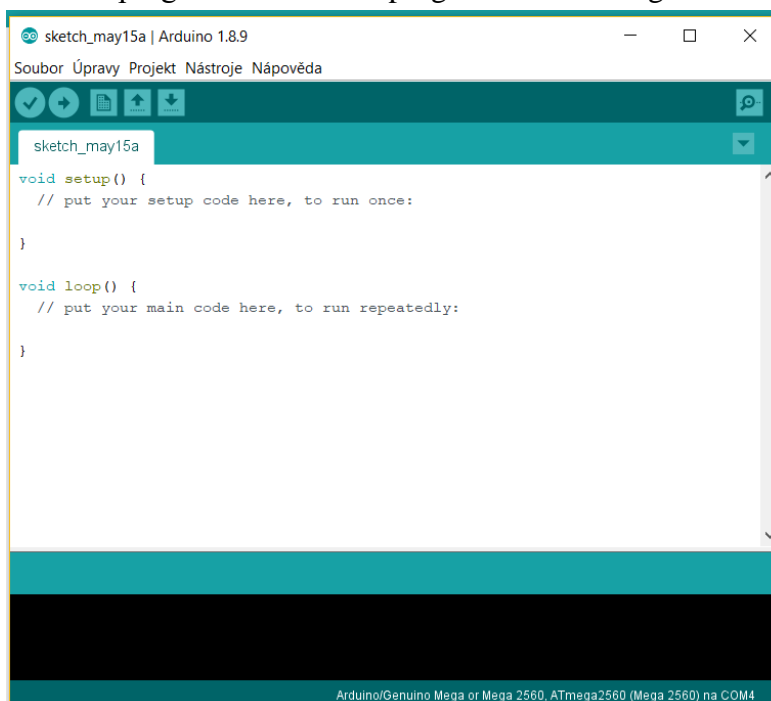 sketch_may15a | Arduino 1.8.9
Soubor Úpravy Projekt Nástroje Nápověda
sketch_may15a
void setup() {
// put your setup code here, to run once:
}
void loop() {
// put your main code here, to run repeatedly:
}
Arduino/Genuino Mega or Mega 2560, ATmega2560 (Mega 2560) na COM4